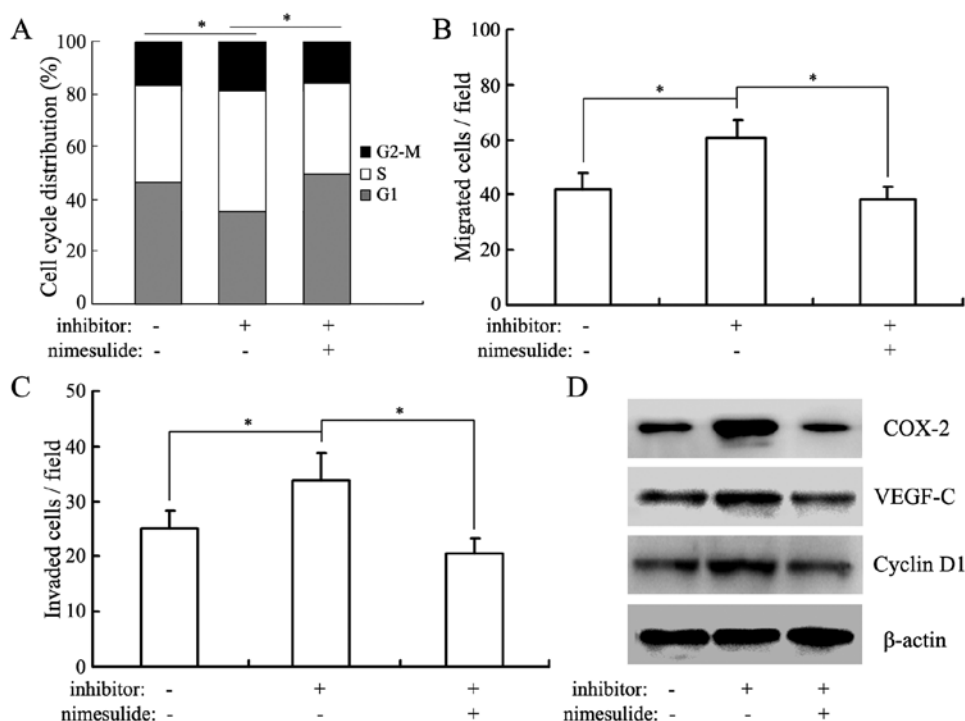 A
* *
100
80
60
40
20
0
Cell cycle distribution (%)
G2-M
S
G1
inhibitor: - + +
nimesulide: - - +
B
* *
100
80
60
40
20
0
Migrated cells / field
inhibitor: - + +
nimesulide: - - +
C
* *
50
40
30
20
10
0
Invaded cells / field
inhibitor: - + +
nimesulide: - - +
D
COX-2
VEGF-C
Cyclin D1
β-actin
inhibitor: - + +
nimesulide: - - +